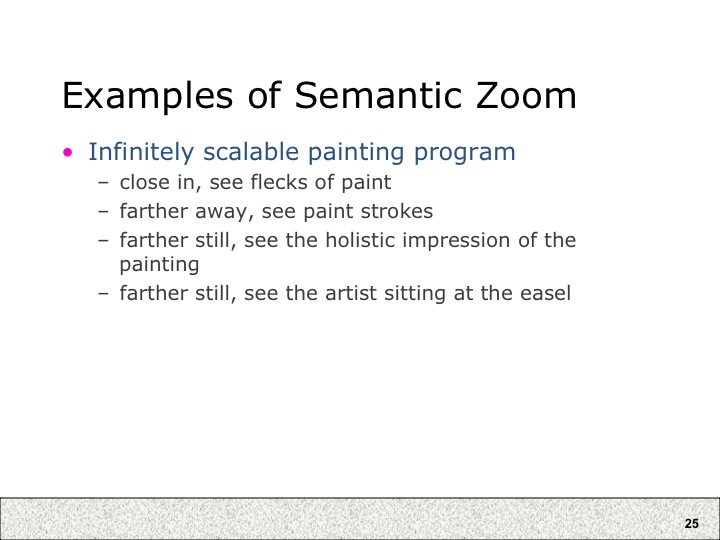 Examples of Semantic Zoom
• Infinitely scalable painting program
– close in, see flecks of paint
– farther away, see paint strokes
– farther still, see the holistic impression of the
painting
– farther still, see the artist sitting at the easel
25